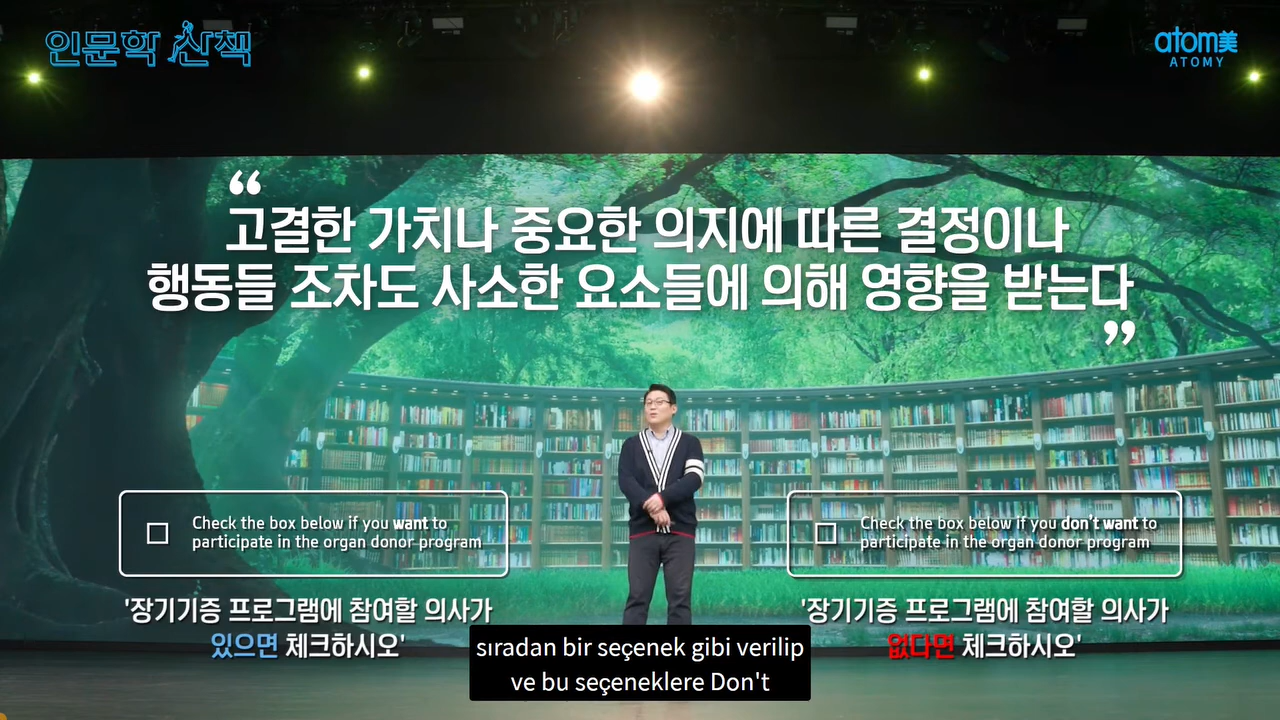 인문학 산책
atom美
ATOMY
“
고결한 가치나 중요한 의지에 따른 결정이나
행동들 조차도 사소한 요소들에 의해 영향을 받는다
”
Check the box below if you want to
participate in the organ donor program
'장기기증 프로그램에 참여할 의사가
있으면 체크하시오'
Check the box below if you don't want to
participate in the organ donor program
'장기기증 프로그램에 참여할 의사가
없다면 체크하시오'
sıradan bir seçenek gibi verilip
ve bu seçeneklere Don't